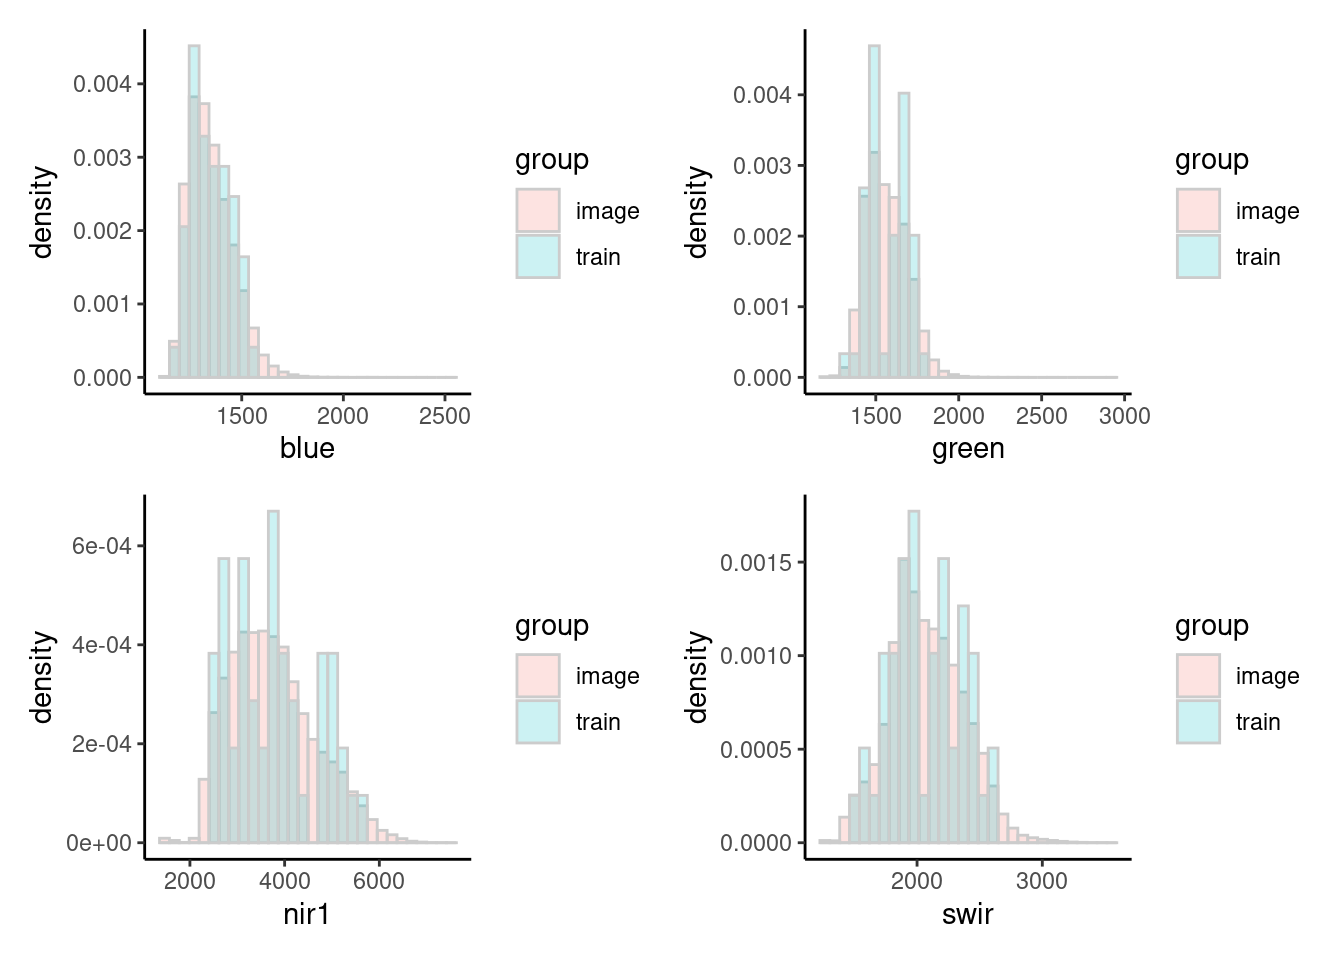 density
0.004
0.003
0.002
0.001
0.000
1500 2000 2500
blue
group
image
train
density
0.004
0.003
0.002
0.001
0.000
1500 2000 2500 3000
green
group
image
train
density
6e-04
4e-04
2e-04
0e+00
2000 4000 6000
nir1
group
image
train
density
0.0015
0.0010
0.0005
0.0000
2000 3000
swir
group
image
train